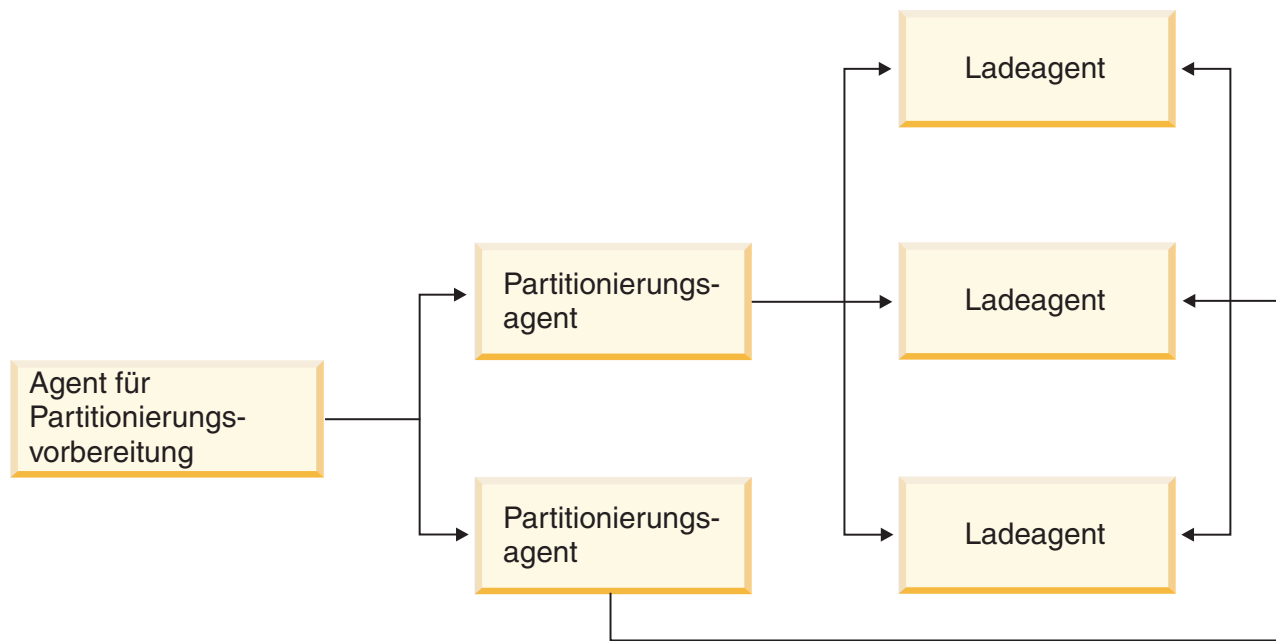 Ladeagent
Partitionierungs-
agent
Ladeagent
Agent für
Partitionierungs-
vorbereitung
Partitionierungs-
agent
Ladeagent